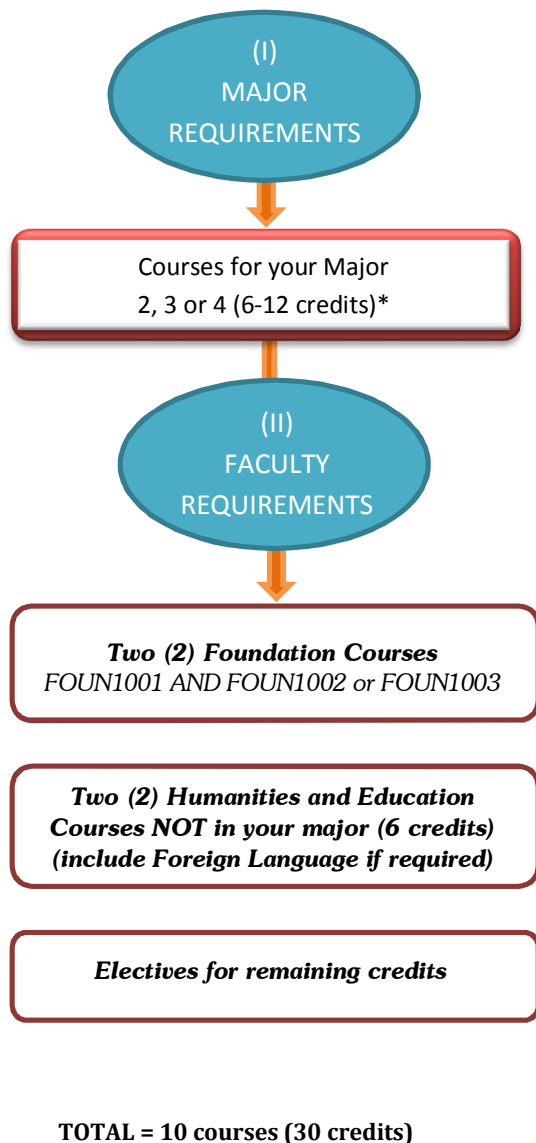 (I)
MAJOR
REQUIREMENTS
Courses for your Major
2, 3 or 4 (6-12 credits)*
(II)
FACULTY
REQUIREMENTS
Two (2) Foundation Courses
FOUN1001 AND FOUN1002 or FOUN1003
Two (2) Humanities and Education
Courses NOT in your major (6 credits)
(include Foreign Language if required)
Electives for remaining credits
TOTAL = 10 courses (30 credits)